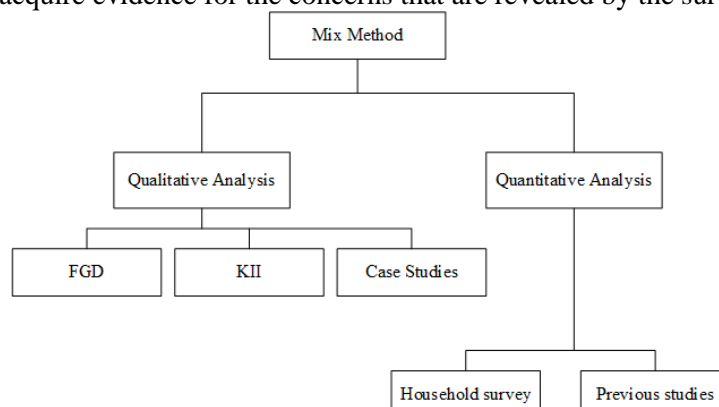 acquire evidence for the concerns that are revealed by the sur
Mix Method
Qualitative Analysis
Quantitative Analysis
FGD
KII
Case Studies
Household survey
Previous studies